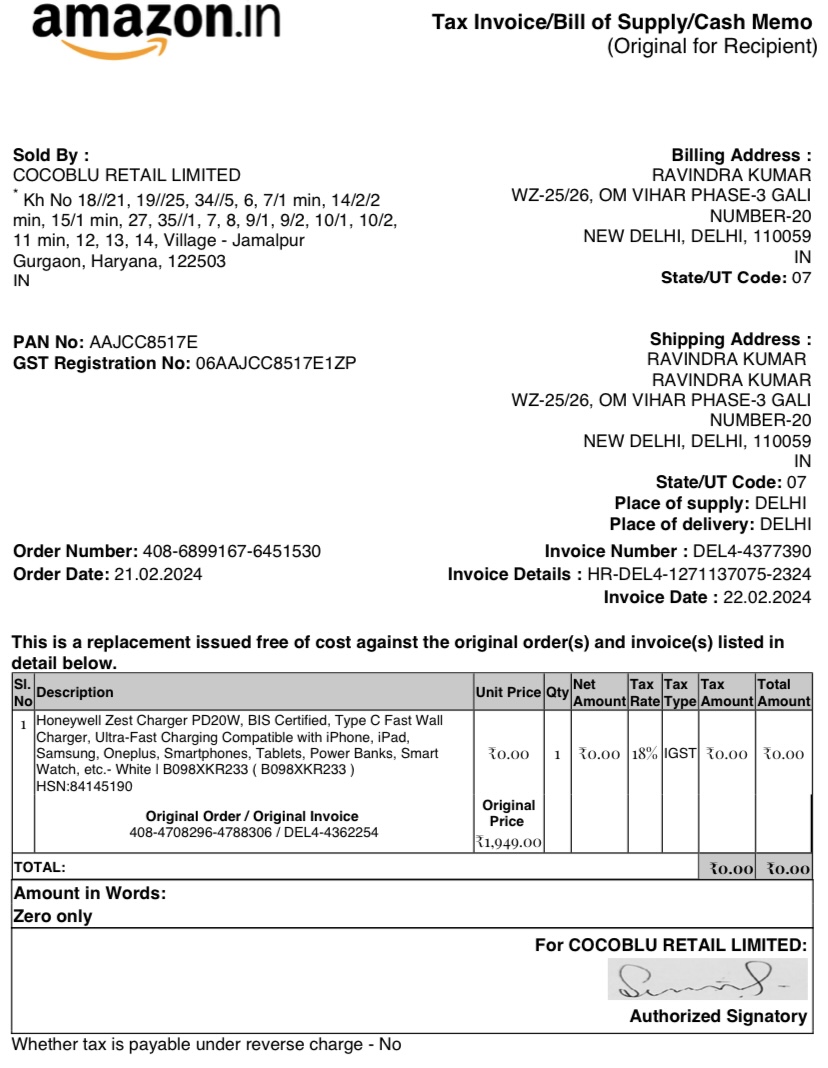 amazon.in
Tax Invoice/Bill of Supply/Cash Memo
(Original for Recipient)
Sold By :
COCOBLU RETAIL LIMITED
* Kh No 18//21, 19//25, 34//5, 6, 7/1 min, 14/2/2
min, 15/1 min, 27, 35//1, 7, 8, 9/1, 9/2, 10/1, 10/2,
11 min, 12, 13, 14, Village - Jamalpur
Gurgaon, Haryana, 122503
IN
Billing Address :
RAVINDRA KUMAR
WZ-25/26, OM VIHAR PHASE-3 GALI
NUMBER-20
NEW DELHI, DELHI, 110059
IN
State/UT Code: 07
PAN No: AAJCC8517E
GST Registration No: 06AAJCC8517E1ZP
Shipping Address :
RAVINDRA KUMAR
RAVINDRA KUMAR
WZ-25/26, OM VIHAR PHASE-3 GALI
NUMBER-20
NEW DELHI, DELHI, 110059
IN
State/UT Code: 07
Place of supply: DELHI
Place of delivery: DELHI
Order Number: 408-6899167-6451530
Order Date: 21.02.2024
Invoice Number : DEL4-4377390
Invoice Details : HR-DEL4-1271137075-2324
Invoice Date : 22.02.2024
This is a replacement issued free of cost against the original order(s) and invoice(s) listed in
detail below.
Sl. No Description Unit Price Qty Net Amount Tax Rate Tax Type Tax Amount Total Amount
1 Honeywell Zest Charger PD20W, BIS Certified, Type C Fast Wall
Charger, Ultra-Fast Charging Compatible with iPhone, iPad,
Samsung, Oneplus, Smartphones, Tablets, Power Banks, Smart
Watch, etc.- White | B098XKR233 ( B098XKR233 )
HSN:84145190
₹0.00 1 ₹0.00 18% IGST ₹0.00 ₹0.00
Original Order / Original Invoice
408-4708296-4788306 / DEL4-4362254
Original
Price
₹1,949.00
TOTAL: ₹0.00 ₹0.00
Amount in Words:
Zero only
For COCOBLU RETAIL LIMITED:
Authorized Signatory
Whether tax is payable under reverse charge - No